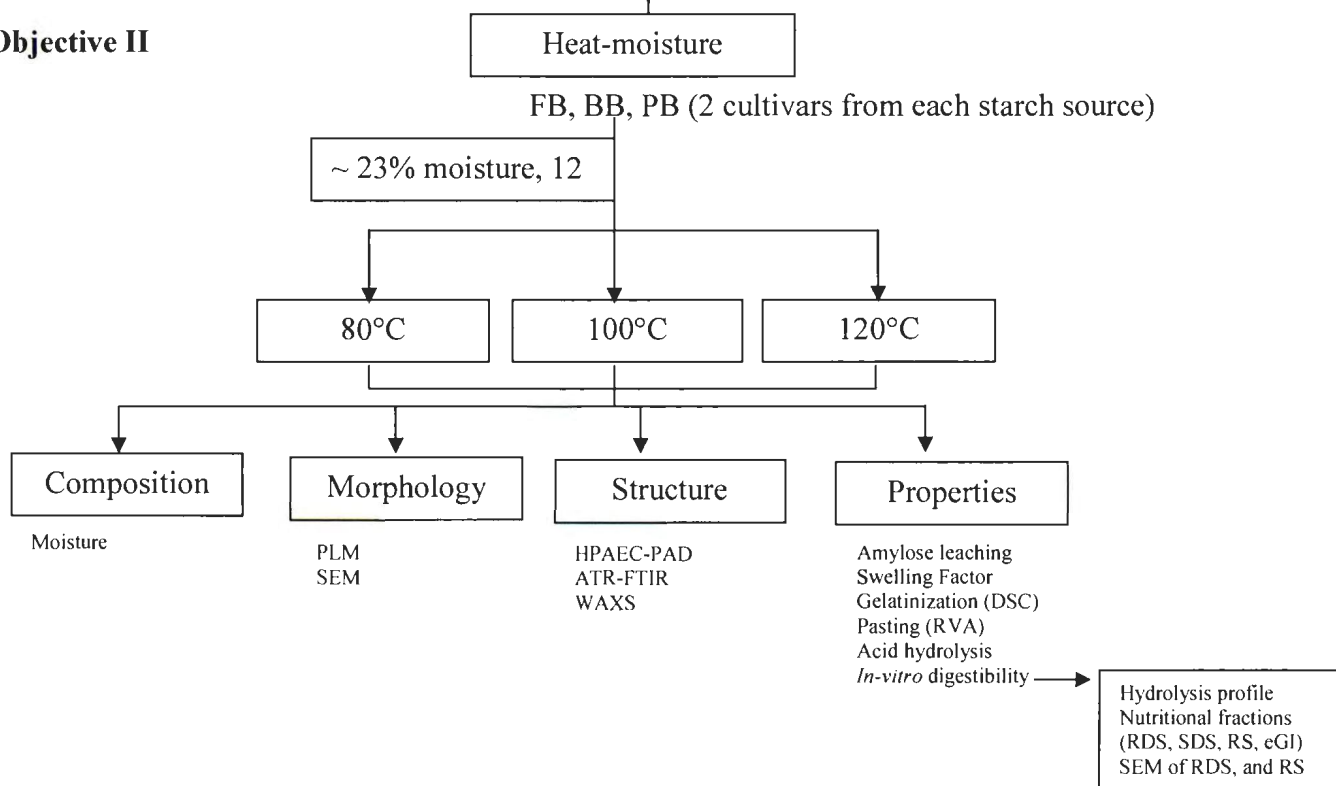 Objective II
Heat-moisture
FB, BB, PB (2 cultivars from each starch source)
~ 23% moisture, 12
80°C
100°C
120°C
Composition
Moisture
Morphology
PLM
SEM
Structure
HPAEC-PAD
ATR-FTIR
WAXS
Properties
Amylose leaching
Swelling Factor
Gelatinization (DSC)
Pasting (RVA)
Acid hydrolysis
In-vitro digestibility
Hydrolysis profile
Nutritional fractions
(RDS, SDS, RS, eGI)
SEM of RDS, and RS